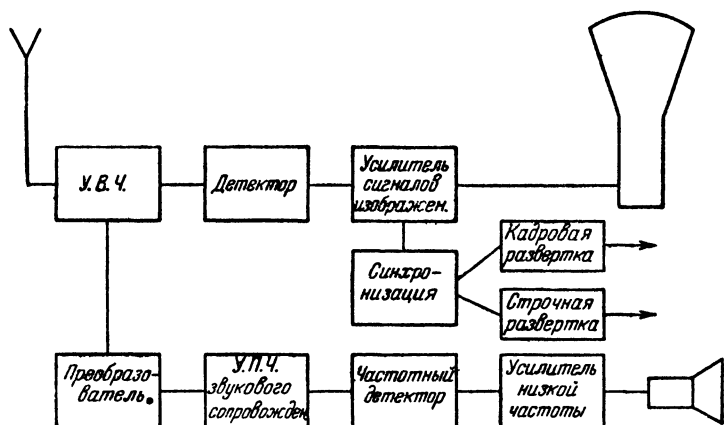 У.В.Ч.
Детектор
Усилитель
сигналов
изображен.
Синхро-
низация
Кадровая
развертка
Строчная
развертка
Преобразо-
ватель.
У.П.Ч.
звукового
сопровожден.
Частотный
детектор
Усилитель
низкой
частоты